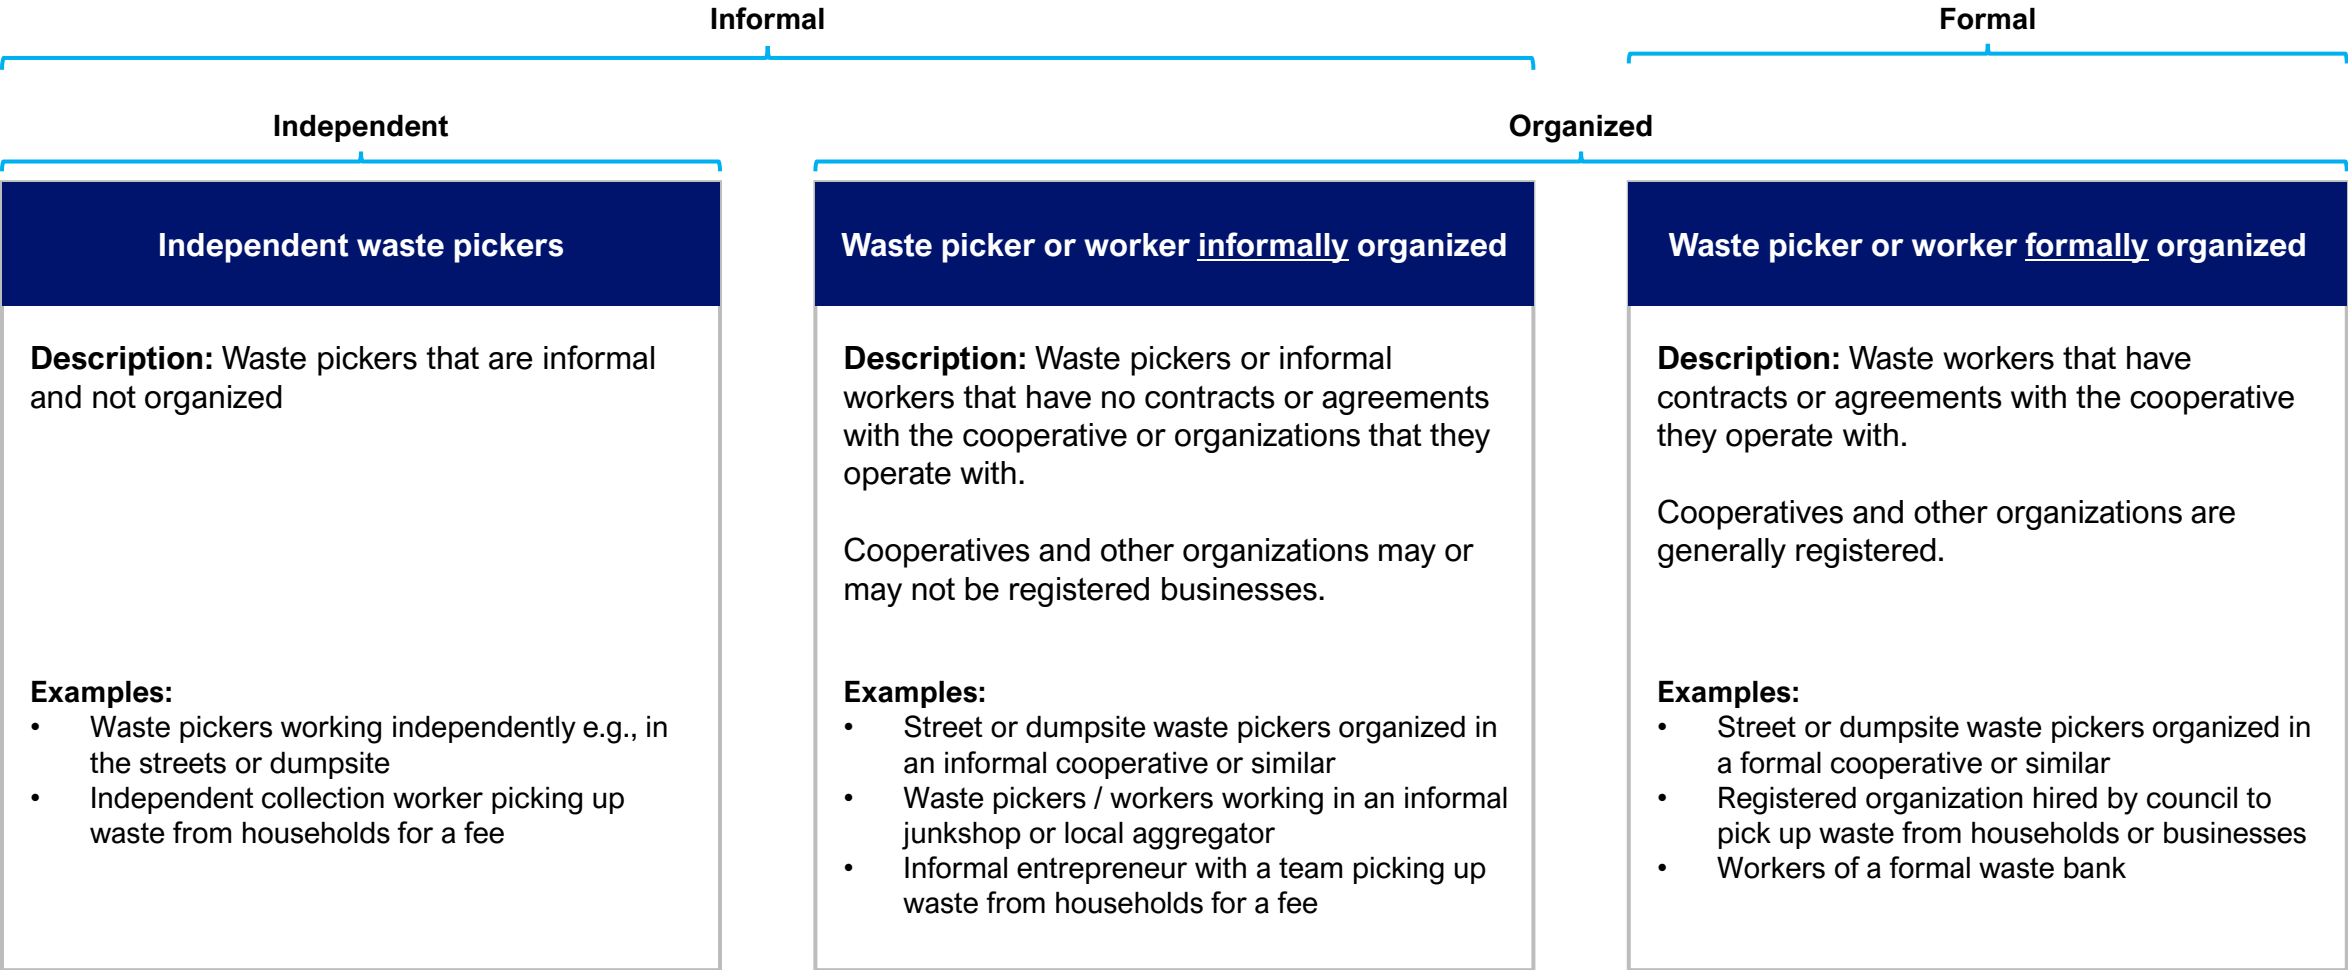 Informal
Formal
Independent
Organized
Independent waste pickers
Description: Waste pickers that are informal
and not organized
Examples:
• Waste pickers working independently e.g., in
the streets or dumpsite
• Independent collection worker picking up
waste from households for a fee
Waste picker or worker informally organized
Description: Waste pickers or informal
workers that have no contracts or agreements
with the cooperative or organizations that they
operate with.
Cooperatives and other organizations may or
may not be registered businesses.
Examples:
• Street or dumpsite waste pickers organized in
an informal cooperative or similar
• Waste pickers / workers working in an informal
junkshop or local aggregator
• Informal entrepreneur with a team picking up
waste from households for a fee
Waste picker or worker formally organized
Description: Waste workers that have
contracts or agreements with the cooperative
they operate with.
Cooperatives and other organizations are
generally registered.
Examples:
• Street or dumpsite waste pickers organized in
a formal cooperative or similar
• Registered organization hired by council to
pick up waste from households or businesses
• Workers of a formal waste bank